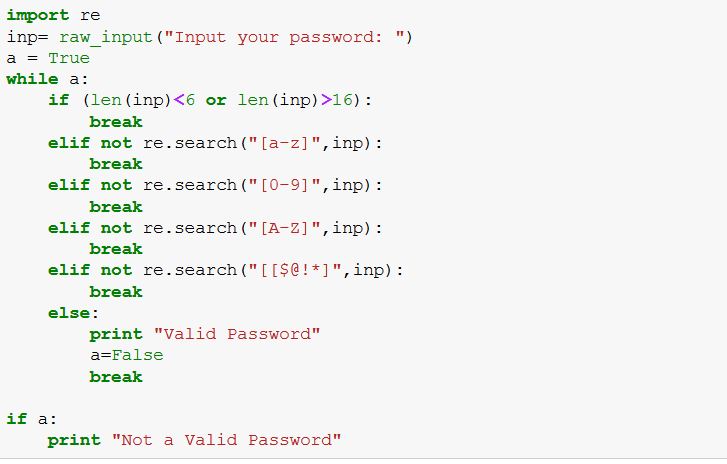 import re
inp= raw_input("Input your password: ")
a = True
while a:
    if (len(inp)<6 or len(inp)>16):
        break
    elif not re.search("[a-z]",inp):
        break
    elif not re.search("[0-9]",inp):
        break
    elif not re.search("[A-Z]",inp):
        break
    elif not re.search("[[$@!*]",inp):
        break
    else:
        print "Valid Password"
        a=False
        break

if a:
    print "Not a Valid Password"